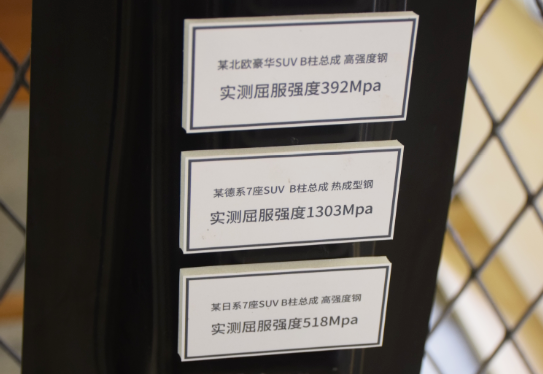 某北欧豪华SUV B柱总成 高强度钢
实测屈服强度392Mpa
某德系7座SUV B柱总成 热成型钢
实测屈服强度1303Mpa
某日系7座SUV B柱总成 高强度钢
实测屈服强度518Mpa